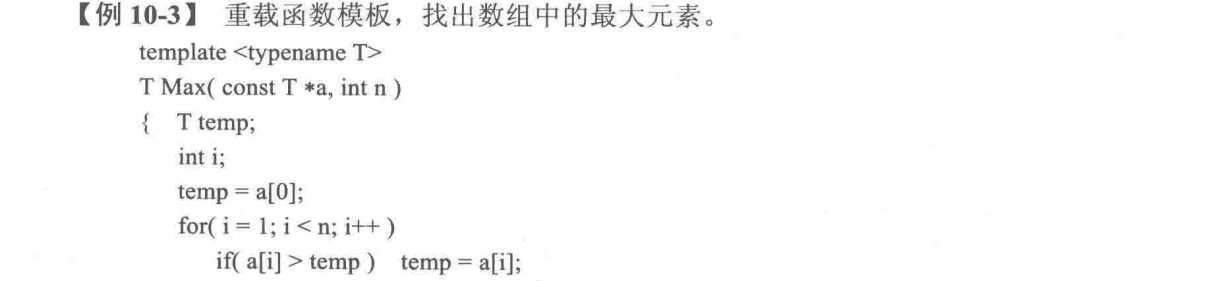 【例 10-3】 重载函数模板，找出数组中的最大元素。
template <typename T>
T Max( const T *a, int n )
{ T temp;
int i;
temp = a[0];
for( i = 1; i < n; i++ )
if( a[i] > temp ) temp = a[i];